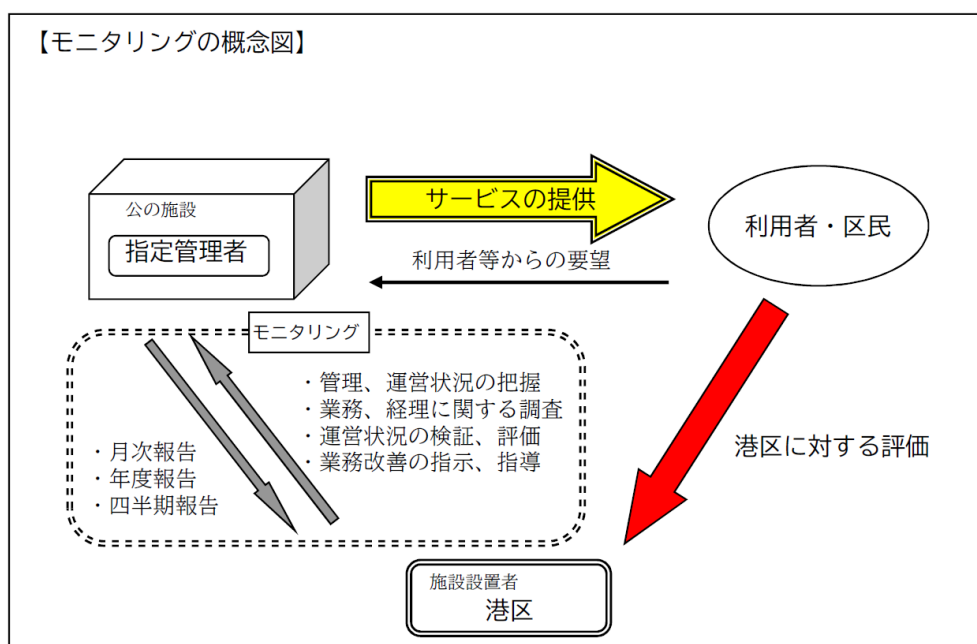 【モニタリングの概念図】
公の施設
指定管理者
サービスの提供
利用者等からの要望
利用者・区民
モニタリング
・管理、運営状況の把握
・業務、経理に関する調査
・運営状況の検証、評価
・業務改善の指示、指導
・月次報告
・年度報告
・四半期報告
港区に対する評価
施設設置者
港区